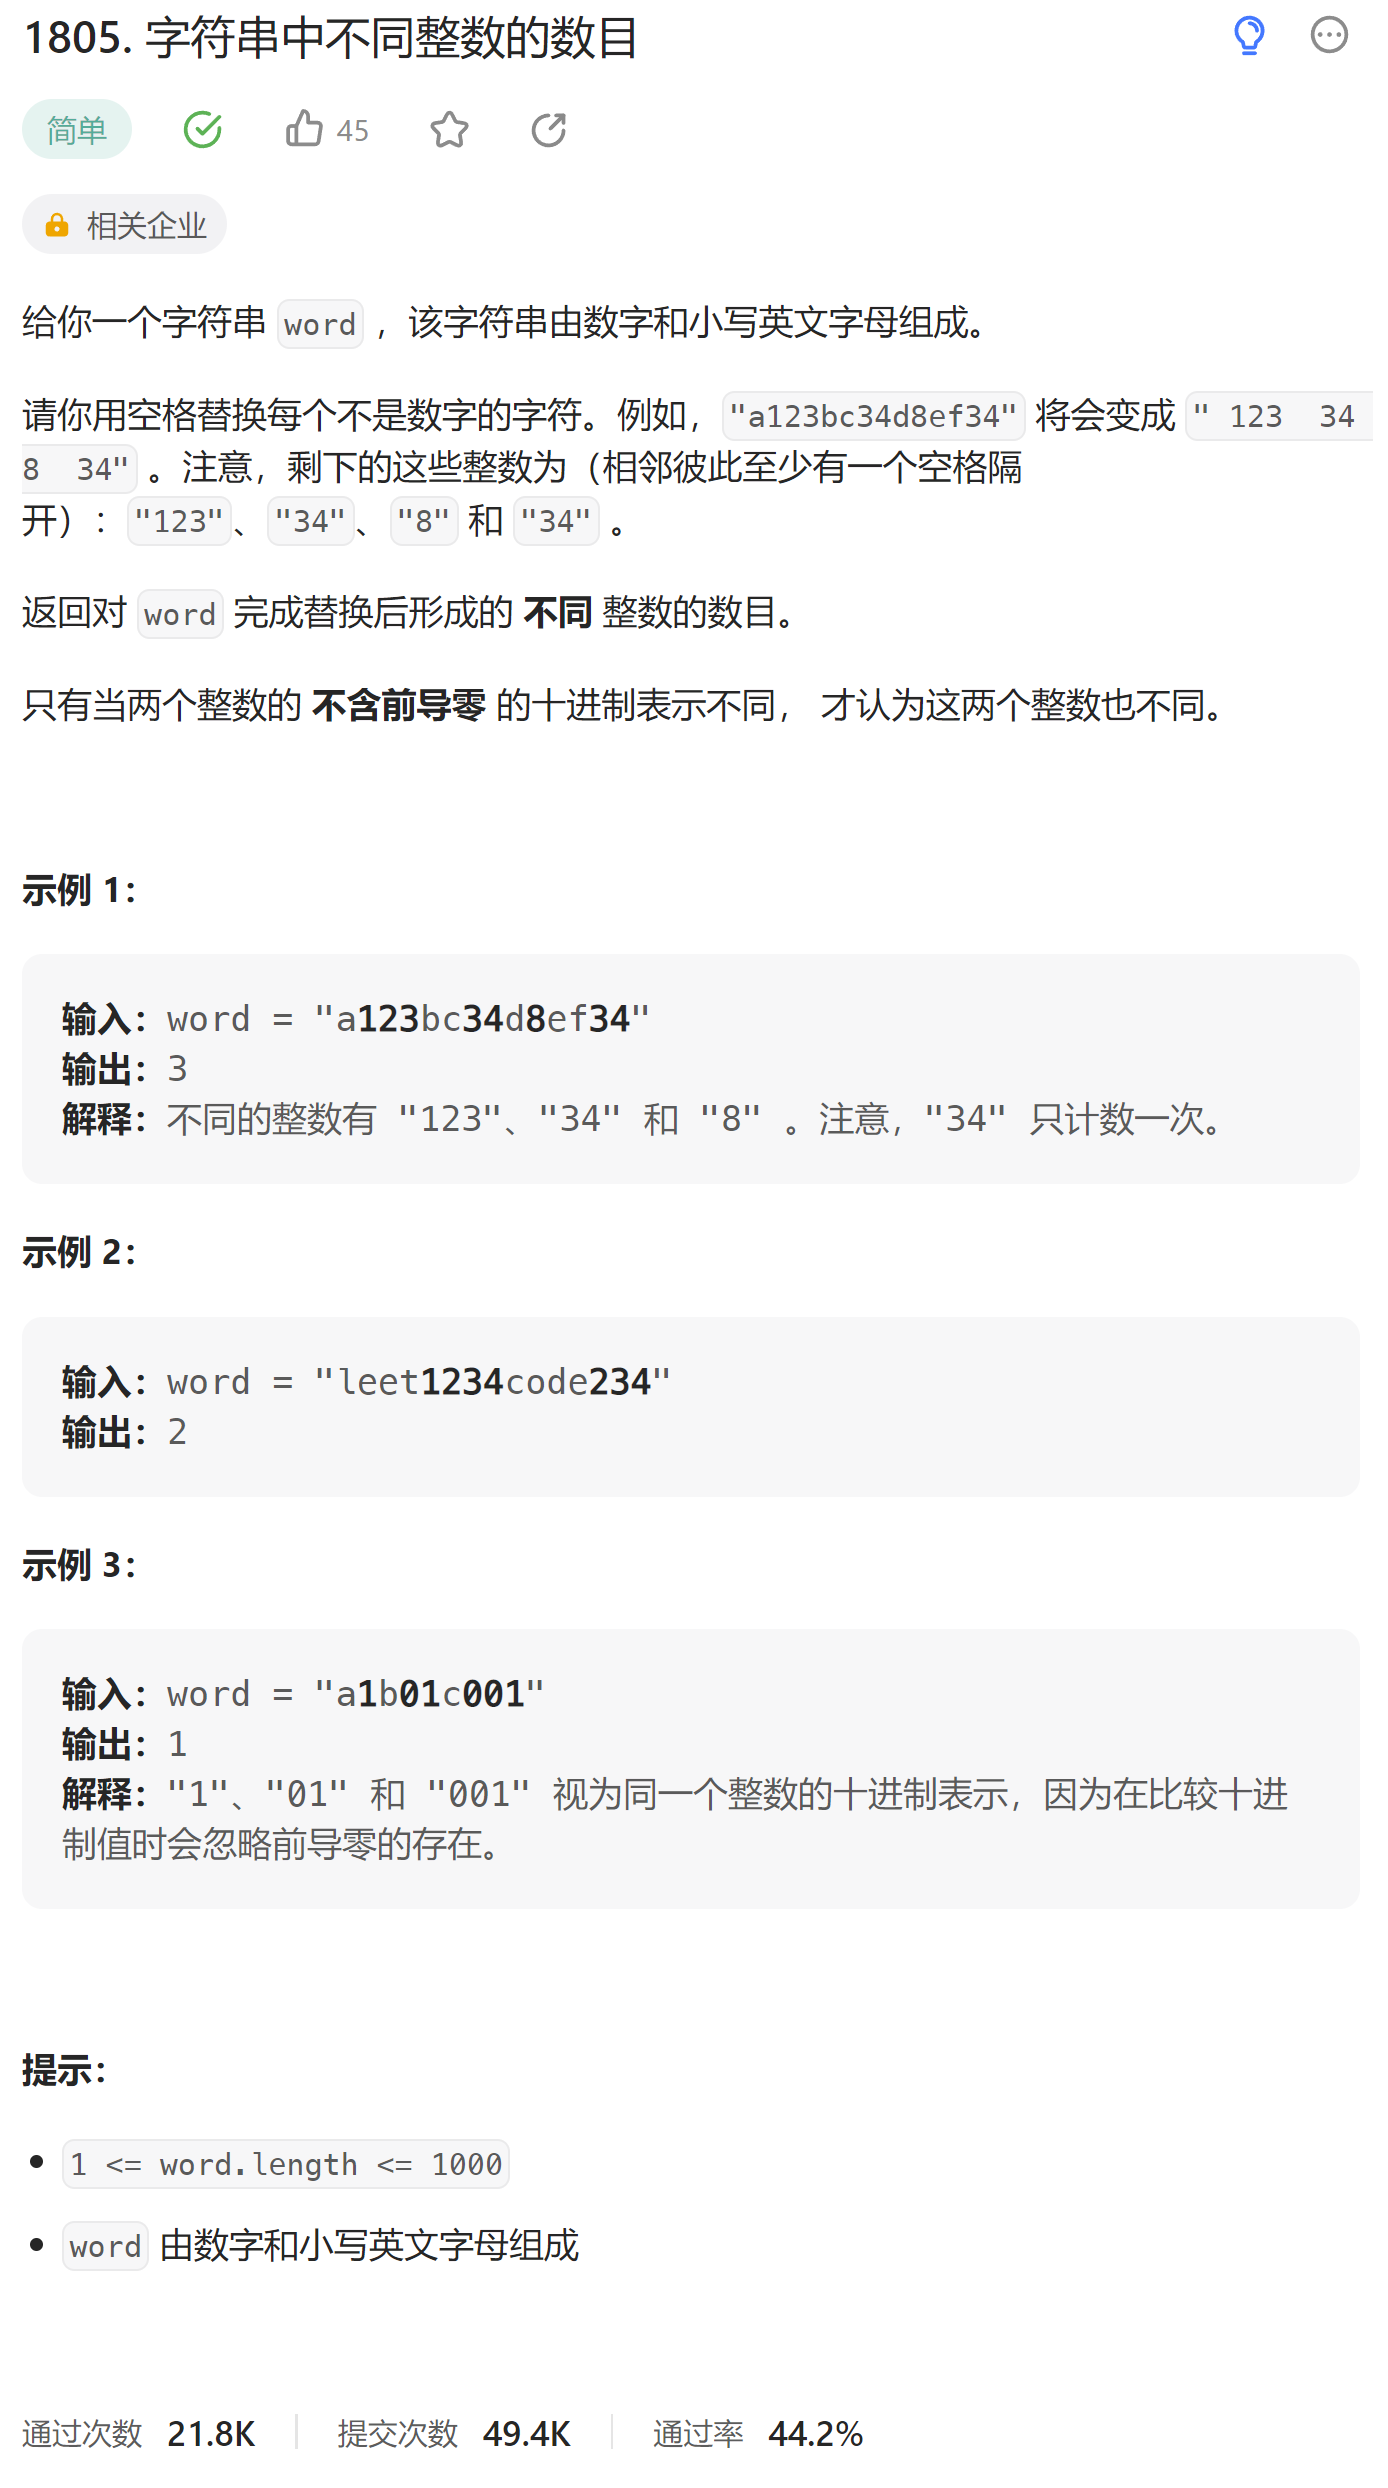 1805. 字符串中不同整数的数目
简单 45
相关企业
给你一个字符串 word ，该字符串由数字和小写英文字母组成。
请你用空格替换每个不是数字的字符。例如，"a123bc34d8ef34" 将会变成 " 123  34
8  34" 。注意，剩下的这些整数为（相邻彼此至少有一个空格隔
开）："123"、"34"、"8" 和 "34" 。
返回对 word 完成替换后形成的 不同 整数的数目。
只有当两个整数的 不含前导零 的十进制表示不同， 才认为这两个整数也不同。
示例 1：
输入：word = "a123bc34d8ef34"
输出：3
解释：不同的整数有 "123"、"34" 和 "8" 。注意，"34" 只计数一次。
示例 2：
输入：word = "leet1234code234"
输出：2
示例 3：
输入：word = "a1b01c001"
输出：1
解释："1"、"01" 和 "001" 视为同一个整数的十进制表示，因为在比较十进
制值时会忽略前导零的存在。
提示：
1 <= word.length <= 1000
word 由数字和小写英文字母组成
通过次数 21.8K 提交次数 49.4K 通过率 44.2%